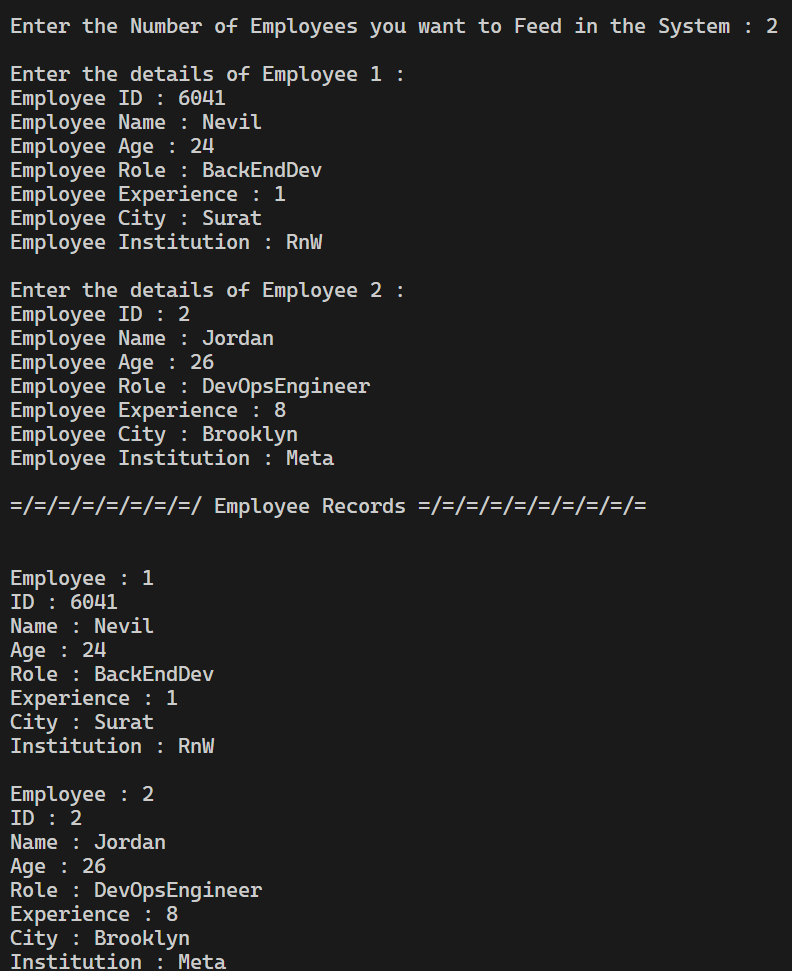 Enter the Number of Employees you want to Feed in the System : 2
Enter the details of Employee 1 :
Employee ID : 6041
Employee Name : Nevil
Employee Age : 24
Employee Role : BackEndDev
Employee Experience : 1
Employee City : Surat
Employee Institution : RnW
Enter the details of Employee 2 :
Employee ID : 2
Employee Name : Jordan
Employee Age : 26
Employee Role : DevOpsEngineer
Employee Experience : 8
Employee City : Brooklyn
Employee Institution : Meta
=/=/=/=/=/=/=/=/ Employee Records =/=/=/=/=/=/=/=/=/=
Employee : 1
ID : 6041
Name : Nevil
Age : 24
Role : BackEndDev
Experience : 1
City : Surat
Institution : RnW
Employee : 2
ID : 2
Name : Jordan
Age : 26
Role : DevOpsEngineer
Experience : 8
City : Brooklyn
Institution : Meta